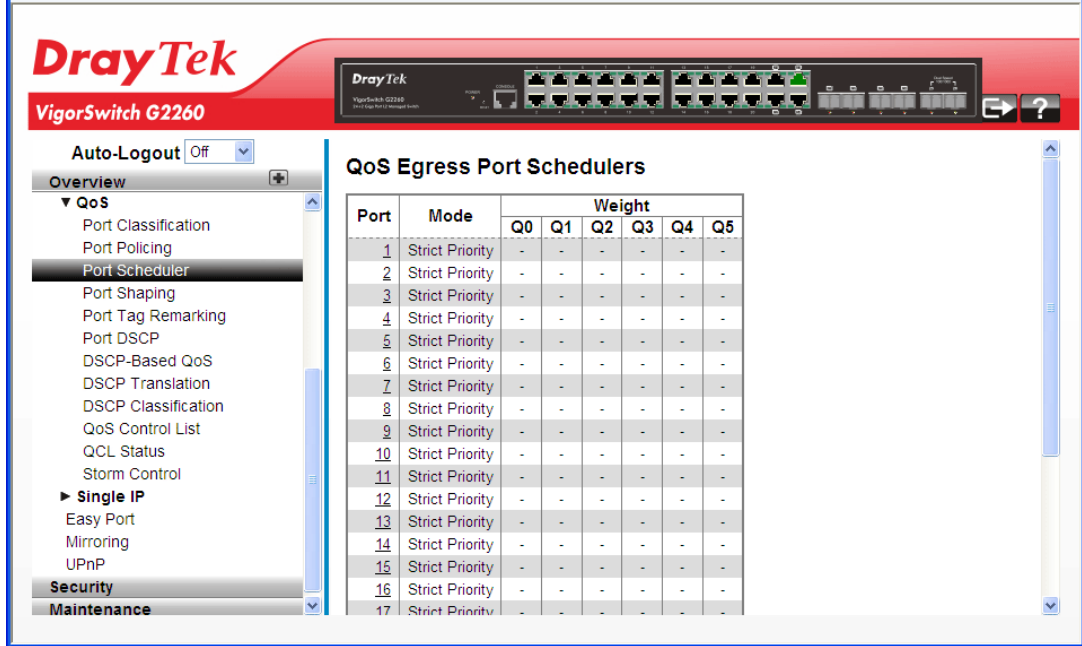 DrayTek
VigorSwitch G2260
DrayTek
VigorSwitch G2260
CONSOLE
Auto-Logout Off
Overview
▼ QoS
Port Classification
Port Policing
Port Scheduler
Port Shaping
Port Tag Remarking
Port DSCP
DSCP-Based QoS
DSCP Translation
DSCP Classification
QoS Control List
QCL Status
Storm Control
► Single IP
Easy Port
Mirroring
UPnP
Security
Maintenance
QoS Egress Port Schedulers
Port Mode Weight
Q0 Q1 Q2 Q3 Q4 Q5
1 Strict Priority - - - - - -
2 Strict Priority - - - - - -
3 Strict Priority - - - - - -
4 Strict Priority - - - - - -
5 Strict Priority - - - - - -
6 Strict Priority - - - - - -
7 Strict Priority - - - - - -
8 Strict Priority - - - - - -
9 Strict Priority - - - - - -
10 Strict Priority - - - - - -
11 Strict Priority - - - - - -
12 Strict Priority - - - - - -
13 Strict Priority - - - - - -
14 Strict Priority - - - - - -
15 Strict Priority - - - - - -
16 Strict Priority - - - - - -
17 Strict Priority - - - - - -